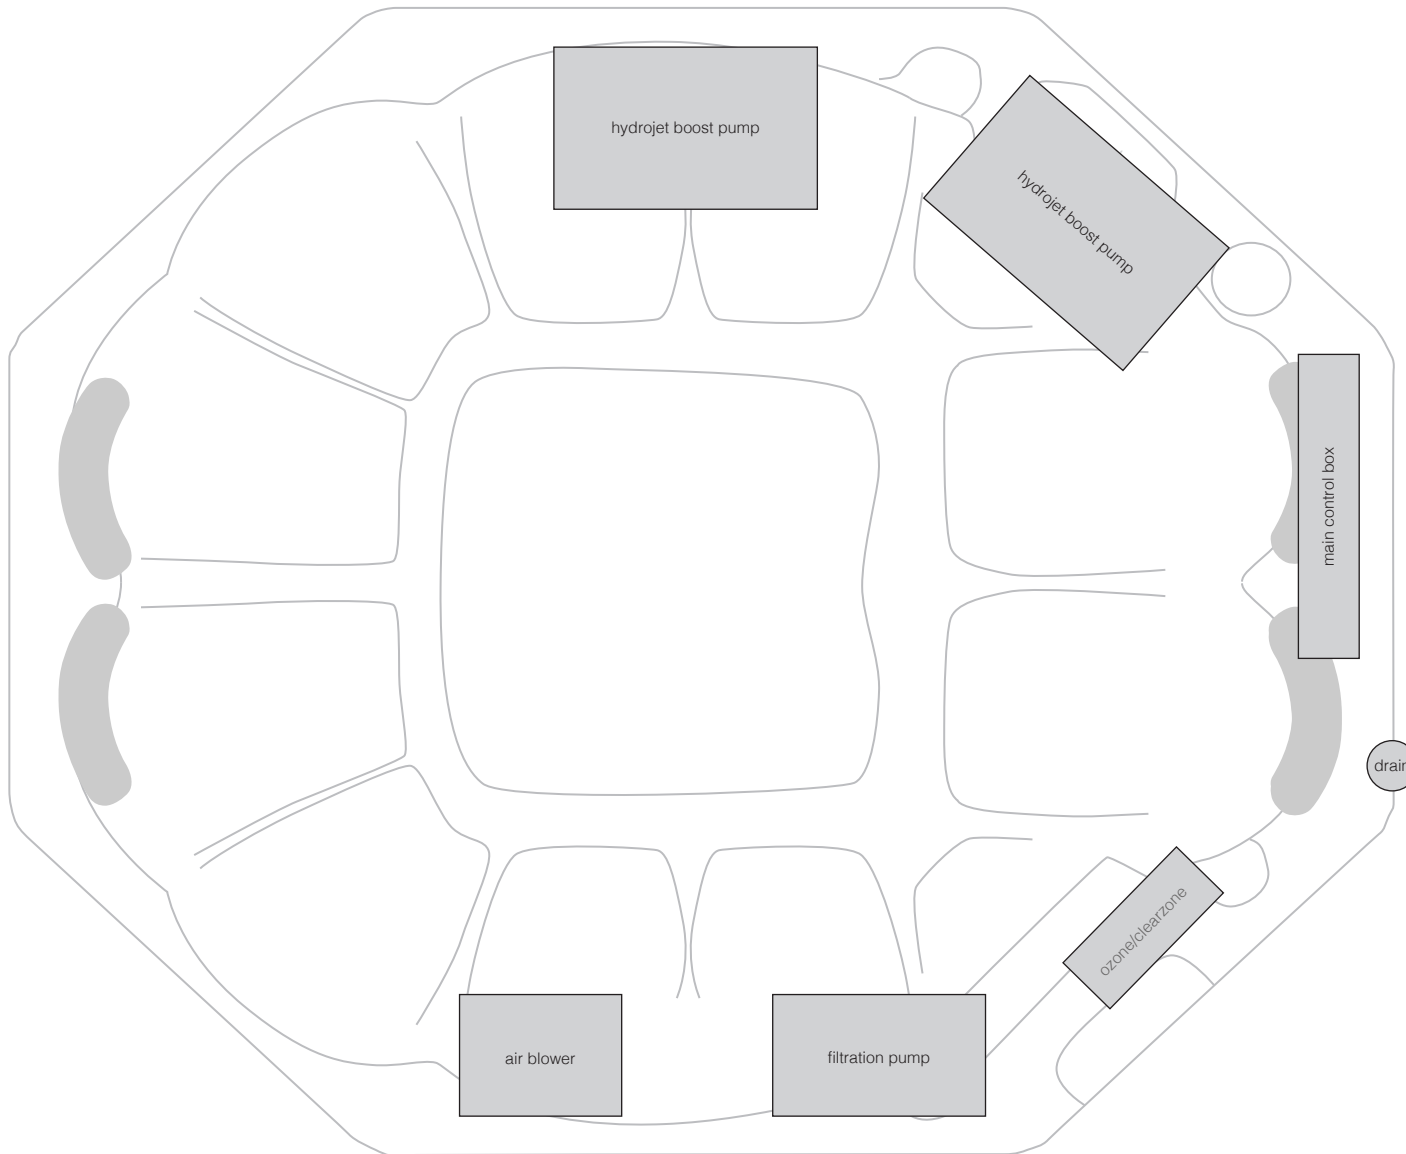 hydrojet boost pump
hydrojet boost pump
main control box
drain
ozone/clearzone
air blower
filtration pump